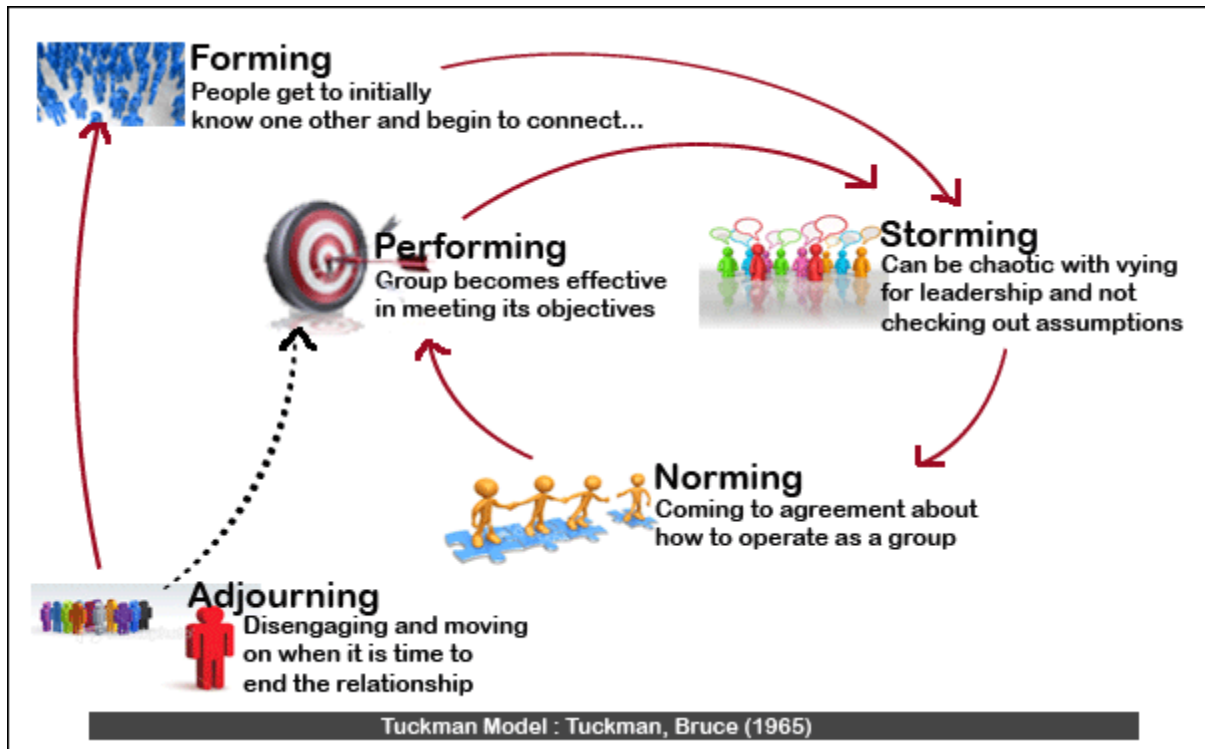 Forming
People get to initially
know one other and begin to connect...
Performing
Group becomes effective
in meeting its objectives
Storming
Can be chaotic with vying
for leadership and not
checking out assumptions
Norming
Coming to agreement about
how to operate as a group
Adjourning
Disengaging and moving
on when it is time to
end the relationship
Tuckman Model : Tuckman, Bruce (1965)